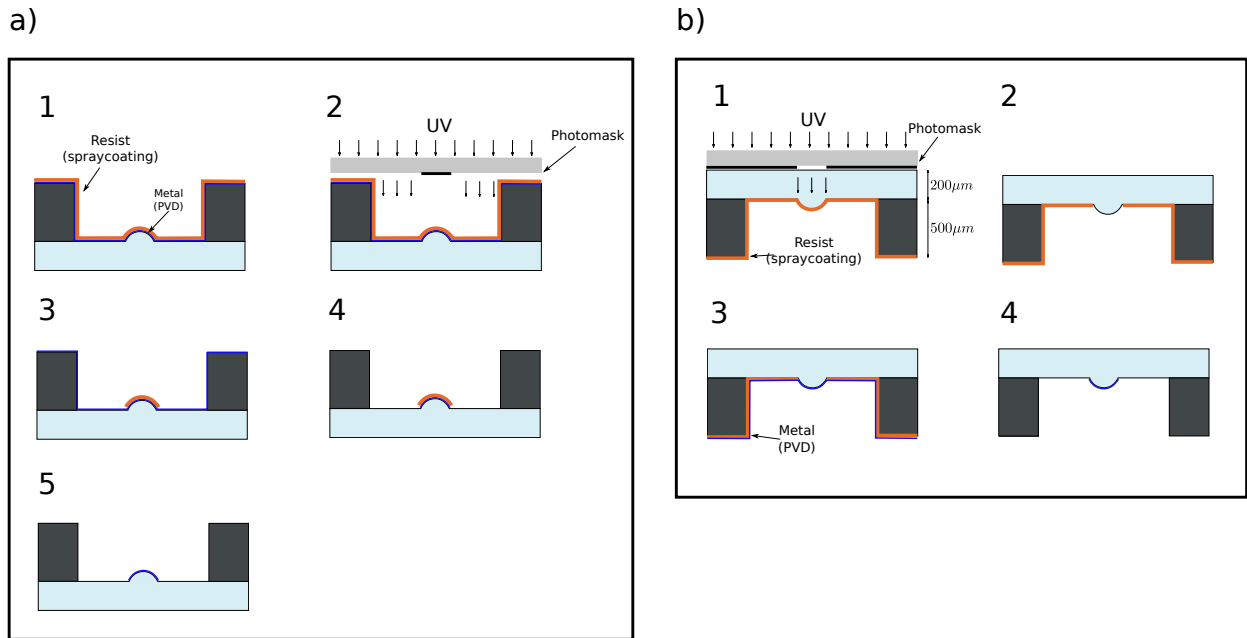 a)
1
Resist
(spraycoating)
Metal
(PVD)
2
UV
Photomask
3
4
5
b)
1
UV
Photomask
200μm
500μm
Resist
(spraycoating)
2
3
Metal
(PVD)
4